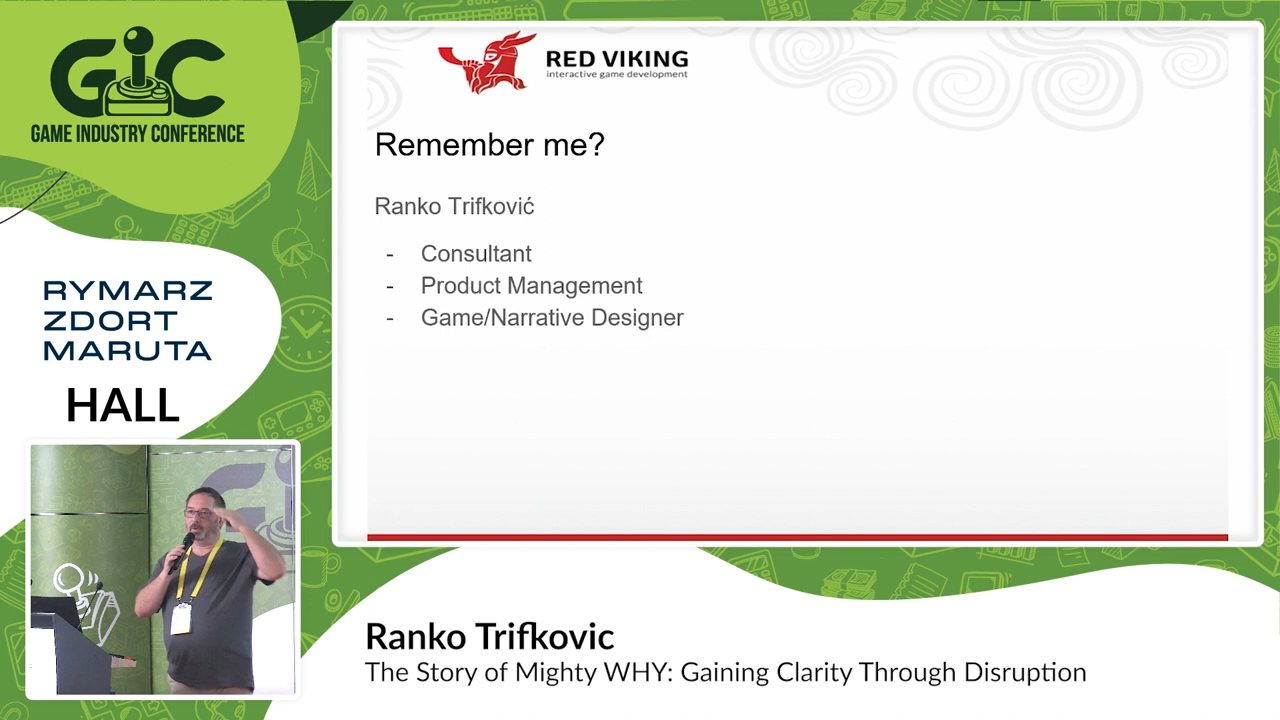 GIC
GAME INDUSTRY CONFERENCE
RYMARZ
ZDORT
MARUTA
HALL
RED VIKING
interactive game development
Remember me?
Ranko Trifković
- Consultant
- Product Management
- Game/Narrative Designer
Ranko Trifkovic
The Story of Mighty WHY: Gaining Clarity Through Disruption